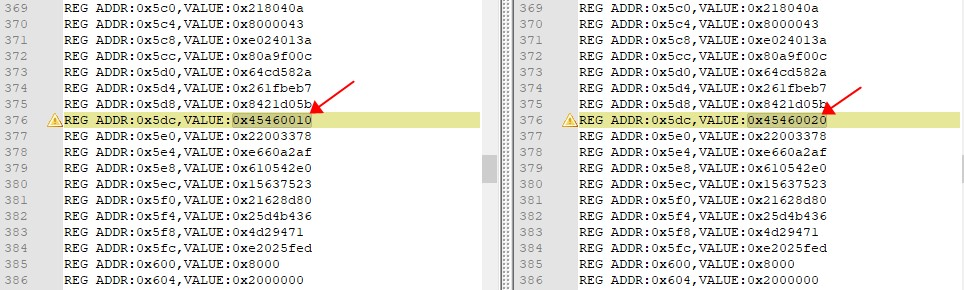 369 REG ADDR:0x5c0,VALUE:0x218040a
370 REG ADDR:0x5c4,VALUE:0x8000043
371 REG ADDR:0x5c8,VALUE:0xe024013a
372 REG ADDR:0x5cc,VALUE:0x80a9f00c
373 REG ADDR:0x5d0,VALUE:0x64cd582a
374 REG ADDR:0x5d4,VALUE:0x261fbeb7
375 REG ADDR:0x5d8,VALUE:0x8421d05b
376 REG ADDR:0x5dc,VALUE:0x45460010
377 REG ADDR:0x5e0,VALUE:0x22003378
378 REG ADDR:0x5e4,VALUE:0xe660a2af
379 REG ADDR:0x5e8,VALUE:0x610542e0
380 REG ADDR:0x5ec,VALUE:0x15637523
381 REG ADDR:0x5f0,VALUE:0x21628d80
382 REG ADDR:0x5f4,VALUE:0x25d4b436
383 REG ADDR:0x5f8,VALUE:0x4d29471
384 REG ADDR:0x5fc,VALUE:0xe2025fed
385 REG ADDR:0x600,VALUE:0x8000
386 REG ADDR:0x604,VALUE:0x2000000
369 REG ADDR:0x5c0,VALUE:0x218040a
370 REG ADDR:0x5c4,VALUE:0x8000043
371 REG ADDR:0x5c8,VALUE:0xe024013a
372 REG ADDR:0x5cc,VALUE:0x80a9f00c
373 REG ADDR:0x5d0,VALUE:0x64cd582a
374 REG ADDR:0x5d4,VALUE:0x261fbeb7
375 REG ADDR:0x5d8,VALUE:0x8421d05b
376 REG ADDR:0x5dc,VALUE:0x45460020
377 REG ADDR:0x5e0,VALUE:0x22003378
378 REG ADDR:0x5e4,VALUE:0xe660a2af
379 REG ADDR:0x5e8,VALUE:0x610542e0
380 REG ADDR:0x5ec,VALUE:0x15637523
381 REG ADDR:0x5f0,VALUE:0x21628d80
382 REG ADDR:0x5f4,VALUE:0x25d4b436
383 REG ADDR:0x5f8,VALUE:0x4d29471
384 REG ADDR:0x5fc,VALUE:0xe2025fed
385 REG ADDR:0x600,VALUE:0x8000
386 REG ADDR:0x604,VALUE:0x2000000